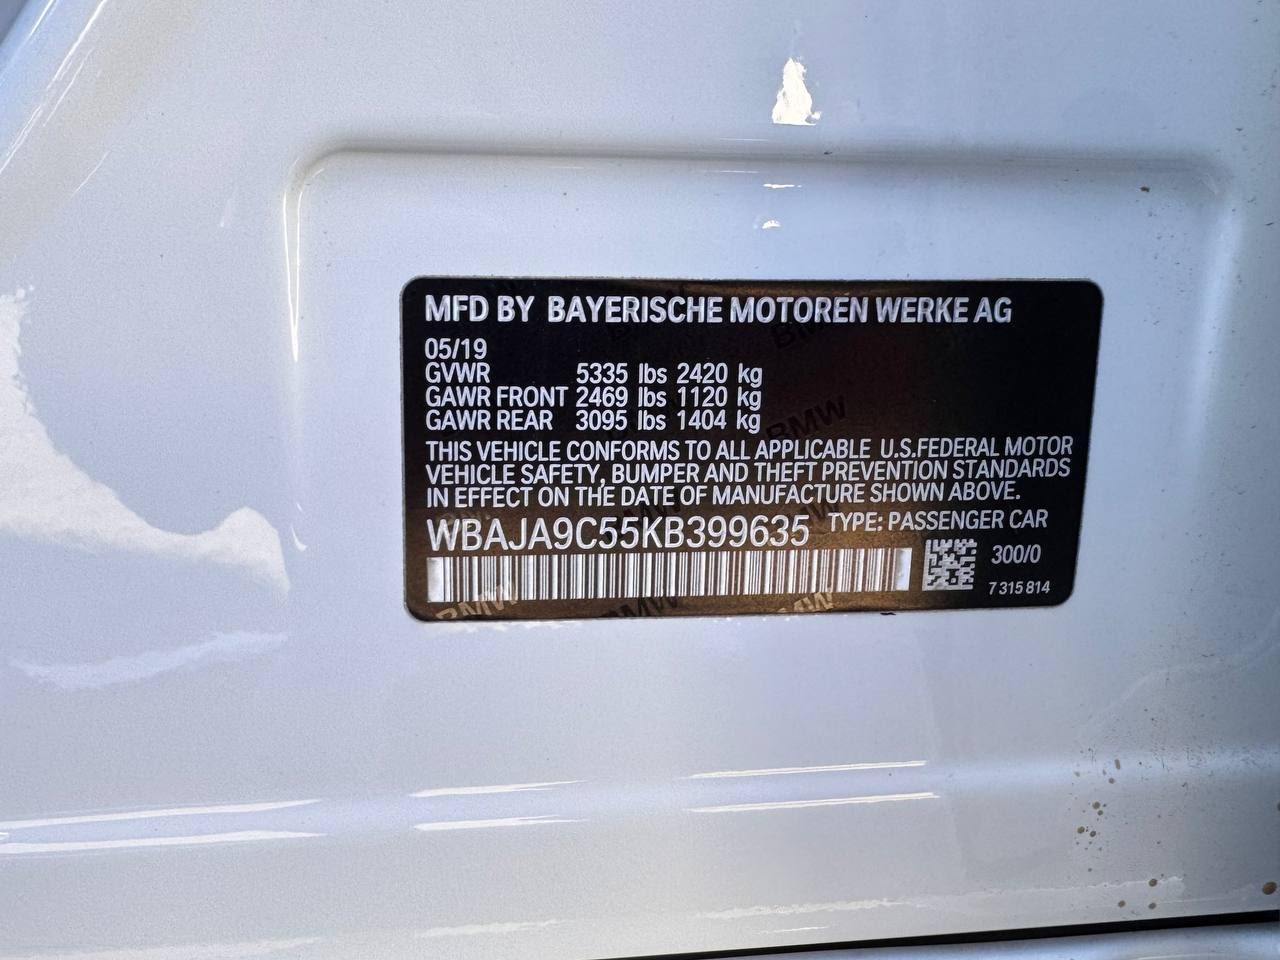 MFD BY BAYERISCHE MOTOREN WERKE AG
05/19
GVWR 5335 lbs 2420 kg
GAWR FRONT 2469 lbs 1120 kg
GAWR REAR 3095 lbs 1404 kg
THIS VEHICLE CONFORMS TO ALL APPLICABLE U.S.FEDERAL MOTOR
VEHICLE SAFETY, BUMPER AND THEFT PREVENTION STANDARDS
IN EFFECT ON THE DATE OF MANUFACTURE SHOWN ABOVE.
WBAJA9C55KB399635 TYPE: PASSENGER CAR
300/0
7 315 814
BMW BMW BMW